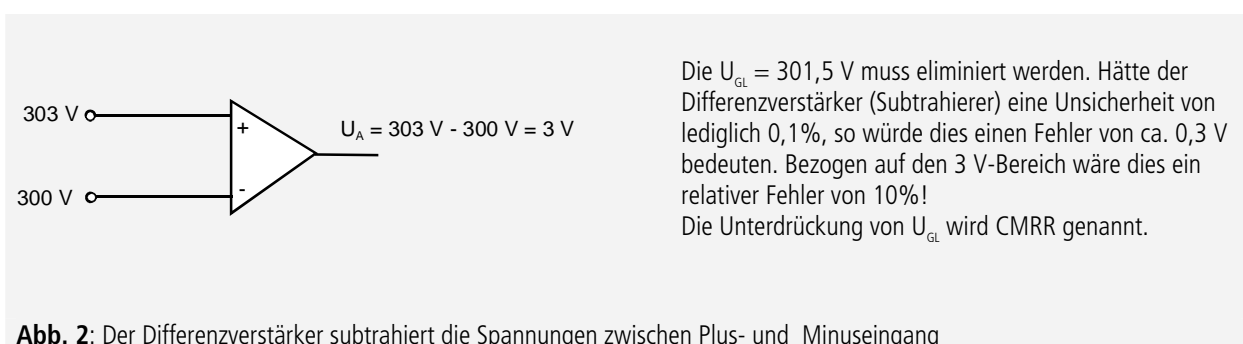 303 V
+
U_A = 303 V - 300 V = 3 V
300 V
-
Die U_GL = 301,5 V muss eliminiert werden. Hätte der
Differenzverstärker (Subtrahierer) eine Unsicherheit von
lediglich 0,1%, so würde dies einen Fehler von ca. 0,3 V
bedeuten. Bezogen auf den 3 V-Bereich wäre dies ein
relativer Fehler von 10%!
Die Unterdrückung von U_GL wird CMRR genannt.
Abb. 2: Der Differenzverstärker subtrahiert die Spannungen zwischen Plus- und Minuseingang